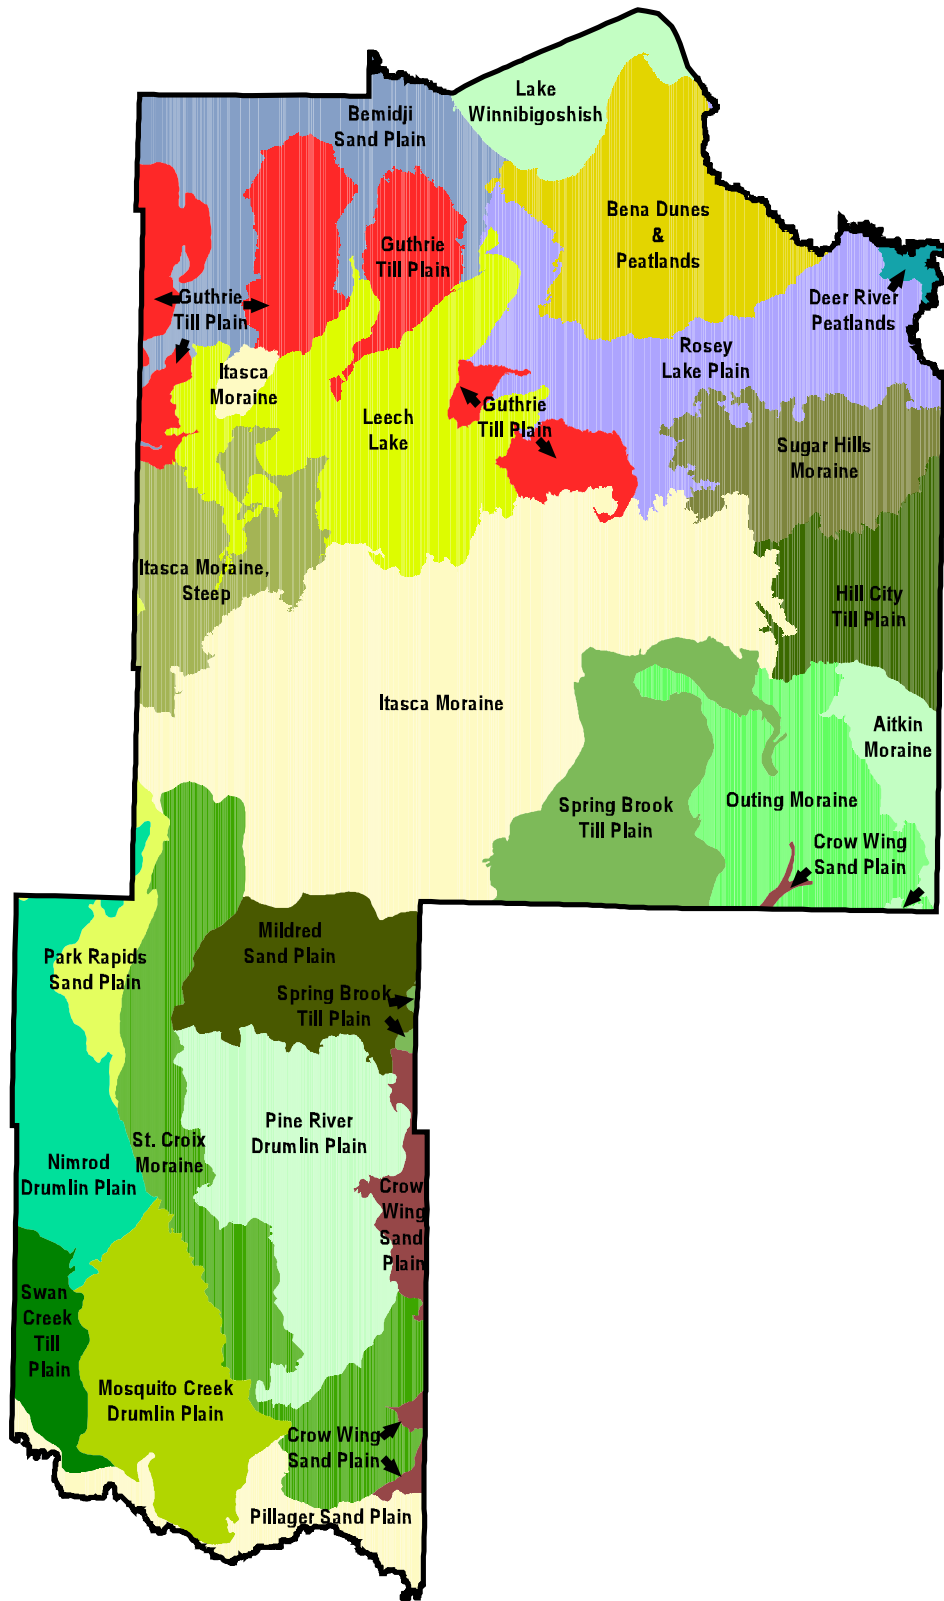 Lake
Winnibigoshish
Bemidji
Sand Plain
Bena Dunes
&
Peatlands
Guthrie
Till Plain
Guthrie
Till Plain
Deer River
Peatlands
Rosey
Lake Plain
Itasca
Moraine
Guthrie
Till Plain
Leech
Lake
Sugar Hills
Moraine
Itasca Moraine,
Steep
Hill City
Till Plain
Itasca Moraine
Aitkin
Moraine
Spring Brook
Till Plain
Outing Moraine
Crow Wing
Sand Plain
Mildred
Sand Plain
Park Rapids
Sand Plain
Spring Brook
Till Plain
Pine River
Drumlin Plain
St. Croix
Moraine
Nimrod
Drumlin Plain
Crow
Wing
Sand
Plain
Swan
Creek
Till
Plain
Mosquito Creek
Drumlin Plain
Crow Wing
Sand Plain
Pillager Sand Plain